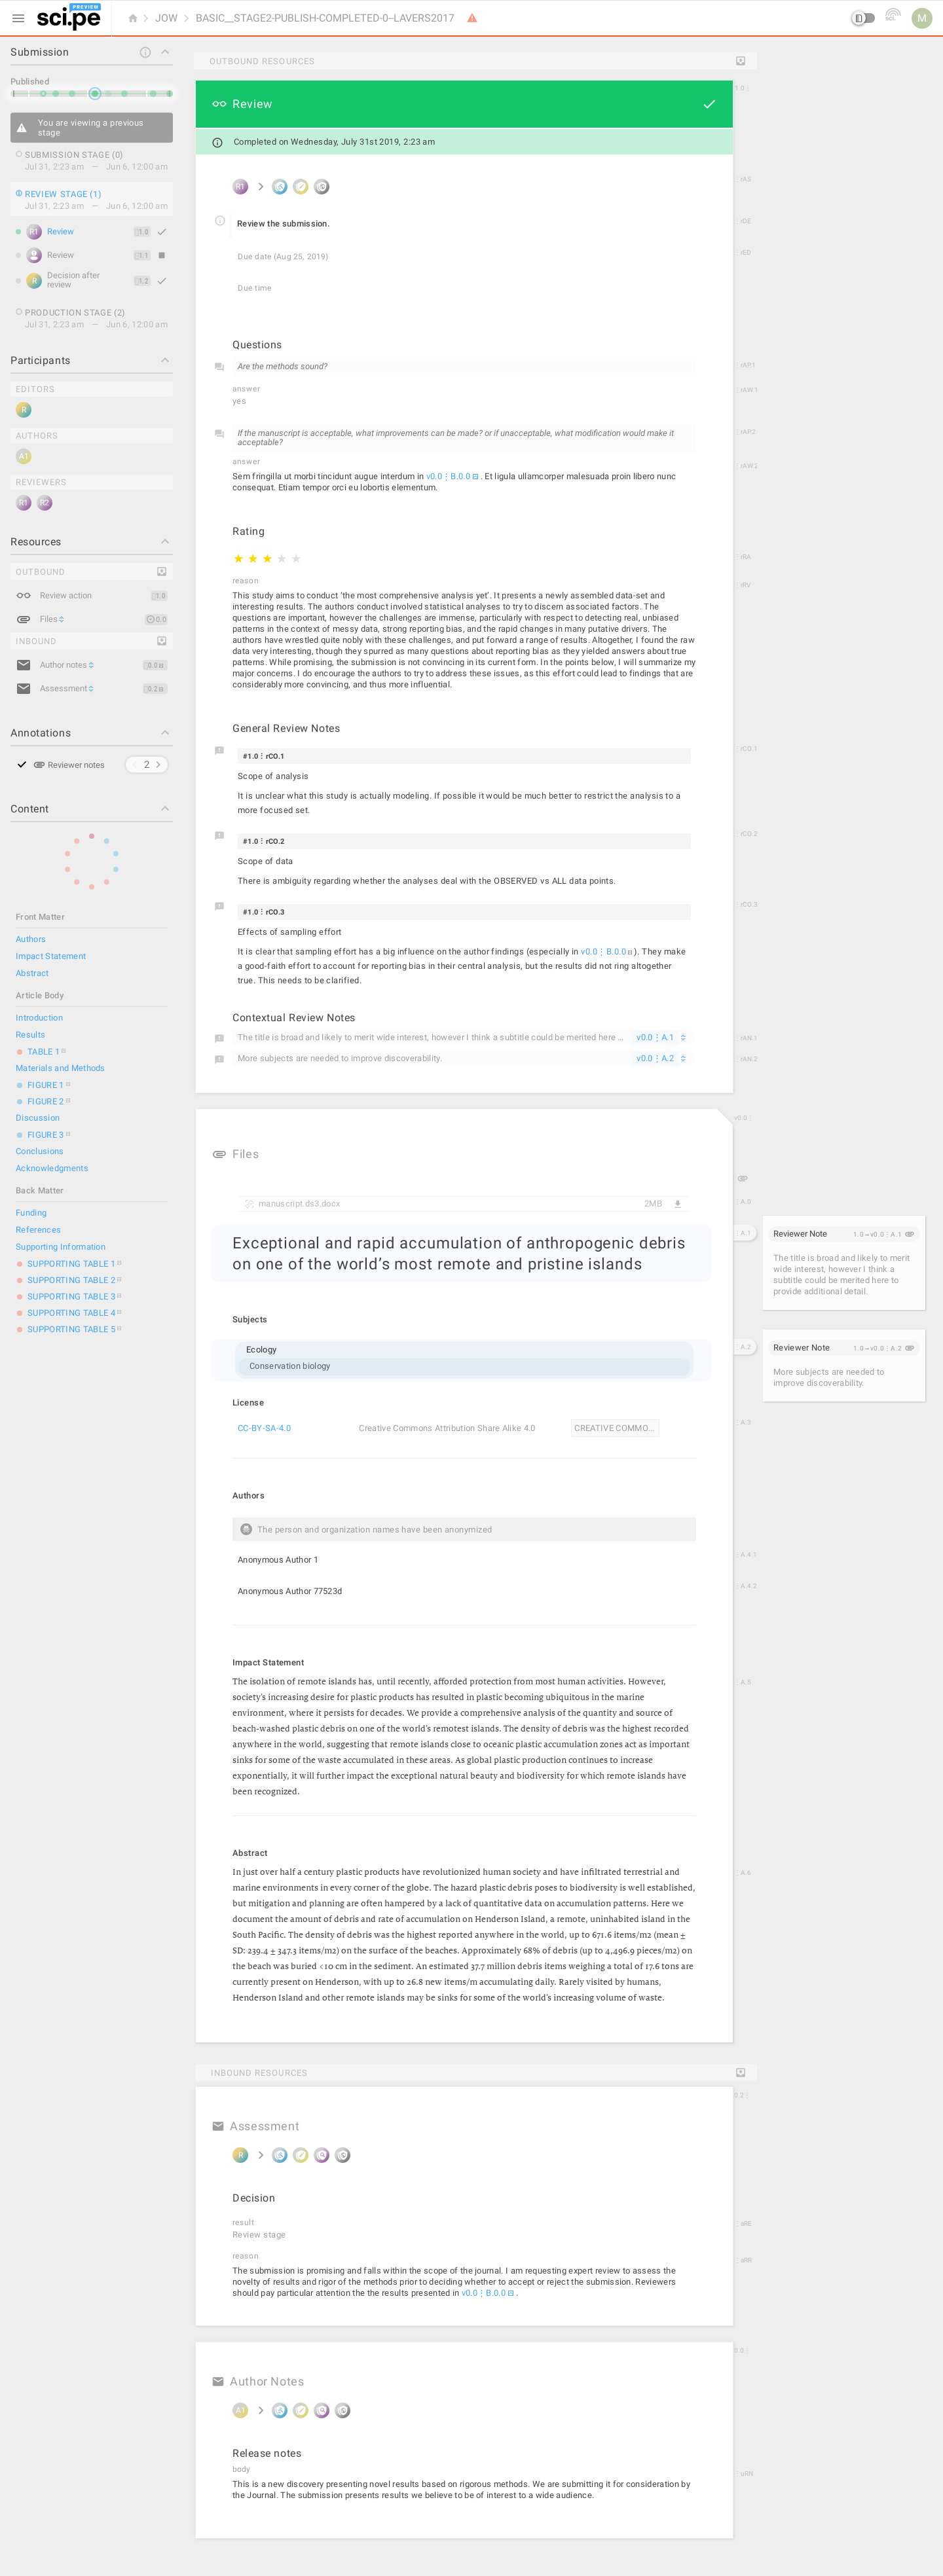 PREVIEW
sci.pe
JOW
BASIC__STAGE2-PUBLISH-COMPLETED-0--LAVERS2017
M
Submission
Published
You are viewing a previous
stage
SUBMISSION STAGE (0)
Jul 31, 2:23 am — Jun 6, 12:00 am
REVIEW STAGE (1)
Jul 31, 2:23 am — Jun 6, 12:00 am
R1 Review 1.0
Review 1.1
R Decision after
review 1.2
PRODUCTION STAGE (2)
Jul 31, 2:23 am — Jun 6, 12:00 am
Participants
EDITORS
R
AUTHORS
A1
REVIEWERS
R1 R2
Resources
OUTBOUND
Review action 1.0
Files 0.0
INBOUND
Author notes 0.0
Assessment 0.2
Annotations
Reviewer notes 2
Content
Front Matter
Authors
Impact Statement
Abstract
Article Body
Introduction
Results
TABLE 1
Materials and Methods
FIGURE 1
FIGURE 2
Discussion
FIGURE 3
Conclusions
Acknowledgments
Back Matter
Funding
References
Supporting Information
SUPPORTING TABLE 1
SUPPORTING TABLE 2
SUPPORTING TABLE 3
SUPPORTING TABLE 4
SUPPORTING TABLE 5
OUTBOUND RESOURCES
Review
1.0
Completed on Wednesday, July 31st 2019, 2:23 am
R1
rAS
Review the submission.
rDE
Due date (Aug 25, 2019)
rED
Due time
Questions
Are the methods sound?
rAP.1
answer
rAW.1
yes
If the manuscript is acceptable, what improvements can be made? or if unacceptable, what modification would make it
acceptable?
rAP.2
answer
rAW.2
Sem fringilla ut morbi tincidunt augue interdum in v0.0⋮B.0.0 . Et ligula ullamcorper malesuada proin libero nunc
consequat. Etiam tempor orci eu lobortis elementum.
Rating
rRA
reason
rRV
This study aims to conduct 'the most comprehensive analysis yet'. It presents a newly assembled data-set and
interesting results. The authors conduct involved statistical analyses to try to discern associated factors. The
questions are important, however the challenges are immense, particularly with respect to detecting real, unbiased
patterns in the context of messy data, strong reporting bias, and the rapid changes in many putative drivers. The
authors have wrestled quite nobly with these challenges, and put forward a range of results. Altogether, I found the raw
data very interesting, though they spurred as many questions about reporting bias as they yielded answers about true
patterns. While promising, the submission is not convincing in its current form. In the points below, I will summarize my
major concerns. I do encourage the authors to try to address these issues, as this effort could lead to findings that are
considerably more convincing, and thus more influential.
General Review Notes
#1.0⋮rCO.1
rCO.1
Scope of analysis
It is unclear what this study is actually modeling. If possible it would be much better to restrict the analysis to a
more focused set.
#1.0⋮rCO.2
rCO.2
Scope of data
There is ambiguity regarding whether the analyses deal with the OBSERVED vs ALL data points.
#1.0⋮rCO.3
rCO.3
Effects of sampling effort
It is clear that sampling effort has a big influence on the author findings (especially in v0.0⋮B.0.0 ). They make
a good-faith effort to account for reporting bias in their central analysis, but the results did not ring altogether
true. This needs to be clarified.
Contextual Review Notes
The title is broad and likely to merit wide interest, however I think a subtitle could be merited here ... v0.0⋮A.1
rAN.1
More subjects are needed to improve discoverability. v0.0⋮A.2
rAN.2
v0.0
Files
manuscript.ds3.docx 2MB
A.0
Exceptional and rapid accumulation of anthropogenic debris
on one of the world's most remote and pristine islands
A.1
Reviewer Note 1.0→v0.0⋮A.1
The title is broad and likely to merit
wide interest, however I think a
subtitle could be merited here to
provide additional detail.
Subjects
Ecology
Conservation biology
A.2
Reviewer Note 1.0→v0.0⋮A.2
More subjects are needed to
improve discoverability.
License
CC-BY-SA-4.0 Creative Commons Attribution Share Alike 4.0 CREATIVE COMMO...
A.3
Authors
The person and organization names have been anonymized
Anonymous Author 1
A.4.1
Anonymous Author 77523d
A.4.2
Impact Statement
A.5
The isolation of remote islands has, until recently, afforded protection from most human activities. However,
society's increasing desire for plastic products has resulted in plastic becoming ubiquitous in the marine
environment, where it persists for decades. We provide a comprehensive analysis of the quantity and source of
beach-washed plastic debris on one of the world's remotest islands. The density of debris was the highest recorded
anywhere in the world, suggesting that remote islands close to oceanic plastic accumulation zones act as important
sinks for some of the waste accumulated in these areas. As global plastic production continues to increase
exponentially, it will further impact the exceptional natural beauty and biodiversity for which remote islands have
been recognized.
Abstract
A.6
In just over half a century plastic products have revolutionized human society and have infiltrated terrestrial and
marine environments in every corner of the globe. The hazard plastic debris poses to biodiversity is well established,
but mitigation and planning are often hampered by a lack of quantitative data on accumulation patterns. Here we
document the amount of debris and rate of accumulation on Henderson Island, a remote, uninhabited island in the
South Pacific. The density of debris was the highest reported anywhere in the world, up to 671.6 items/m2 (mean ±
SD: 239.4 ± 347.3 items/m2) on the surface of the beaches. Approximately 68% of debris (up to 4,496.9 pieces/m2) on
the beach was buried <10 cm in the sediment. An estimated 37.7 million debris items weighing a total of 17.6 tons are
currently present on Henderson, with up to 26.8 new items/m accumulating daily. Rarely visited by humans,
Henderson Island and other remote islands may be sinks for some of the world's increasing volume of waste.
INBOUND RESOURCES
0.2
Assessment
R
Decision
result
aRE
Review stage
reason
aRR
The submission is promising and falls within the scope of the journal. I am requesting expert review to assess the
novelty of results and rigor of the methods prior to deciding whether to accept or reject the submission. Reviewers
should pay particular attention the the results presented in v0.0⋮B.0.0 .
0.0
Author Notes
A1
Release notes
body
uRN
This is a new discovery presenting novel results based on rigorous methods. We are submitting it for consideration by
the Journal. The submission presents results we believe to be of interest to a wide audience.